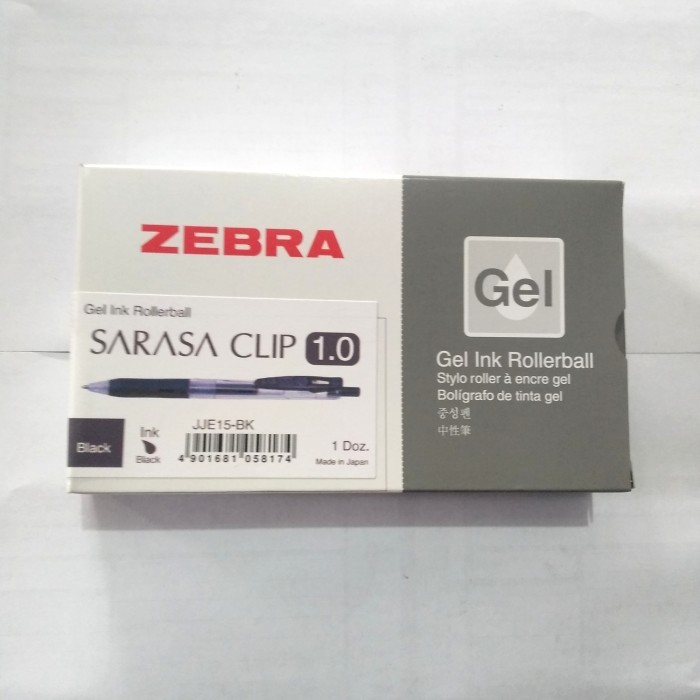 ZEBRA
Gel Ink Rollerball
SARASA CLIP 1.0
Black
Ink
Black
JJE15-BK
4 901681 058174
1 Doz.
Made in Japan
Gel
Gel Ink Rollerball
Stylo roller à encre gel
Bolígrafo de tinta gel
중성펜
中性筆